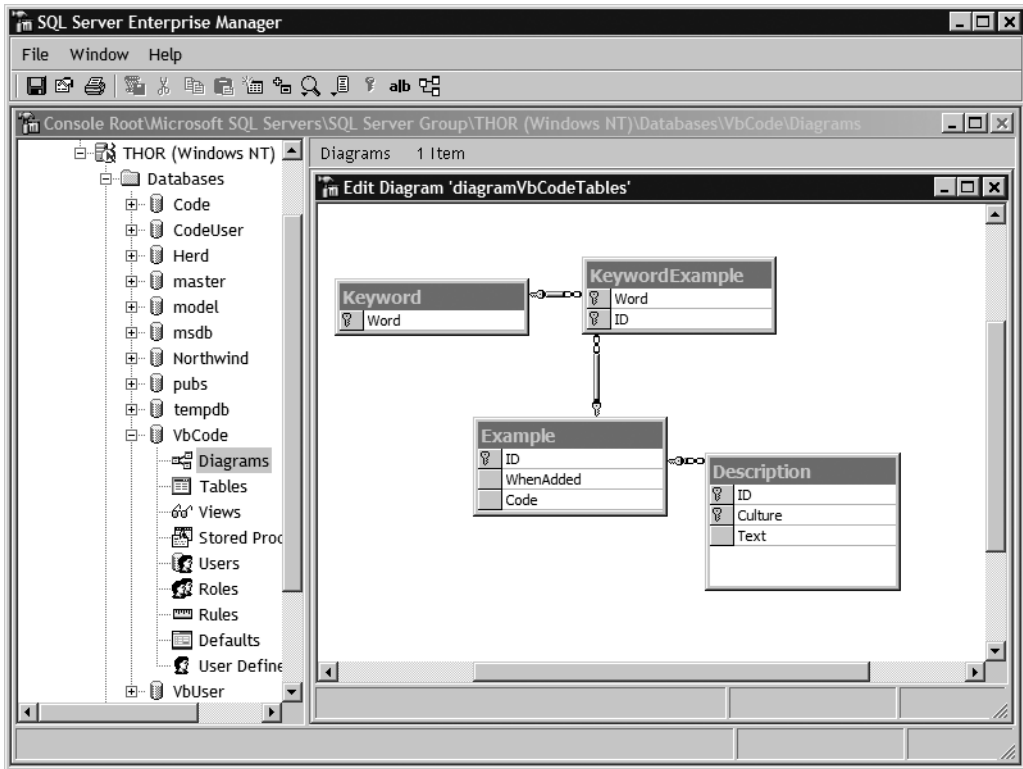 SQL Server Enterprise Manager
File Window Help
a|b
Console Root\Microsoft SQL Servers\SQL Server Group\THOR (Windows NT)\Databases\VbCode\Diagrams
THOR (Windows NT)
Databases
Code
CodeUser
Herd
master
model
msdb
Northwind
pubs
tempdb
VbCode
Diagrams
Tables
Views
Stored Proc
Users
Roles
Rules
Defaults
User Define
VbUser
Diagrams 1 Item
Edit Diagram 'diagramVbCodeTables'
Keyword
Word
KeywordExample
Word
ID
Example
ID
WhenAdded
Code
Description
ID
Culture
Text